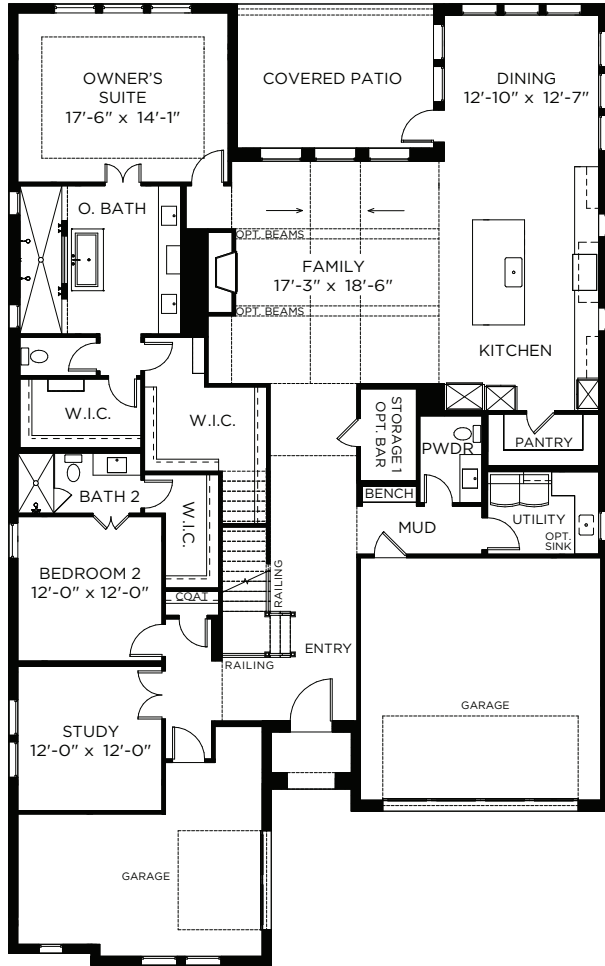 OWNER'S
SUITE
17'-6" x 14'-1"
COVERED PATIO
DINING
12'-10" x 12'-7"
O. BATH
OPT. BEAMS
FAMILY
17'-3" x 18'-6"
OPT. BEAMS
KITCHEN
W.I.C.
W.I.C.
STORAGE 1
OPT. BAR
PWDR
PANTRY
BENCH
BATH 2
W.I.C.
MUD
UTILITY
OPT.
SINK
BEDROOM 2
12'-0" x 12'-0"
COAT
RAILING
ENTRY
RAILING
GARAGE
STUDY
12'-0" x 12'-0"
GARAGE